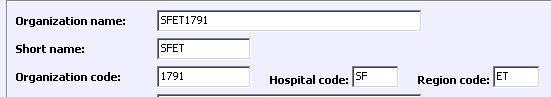 Organization name: SFET1791
Short name: SFET
Organization code: 1791 Hospital code: SF Region code: ET